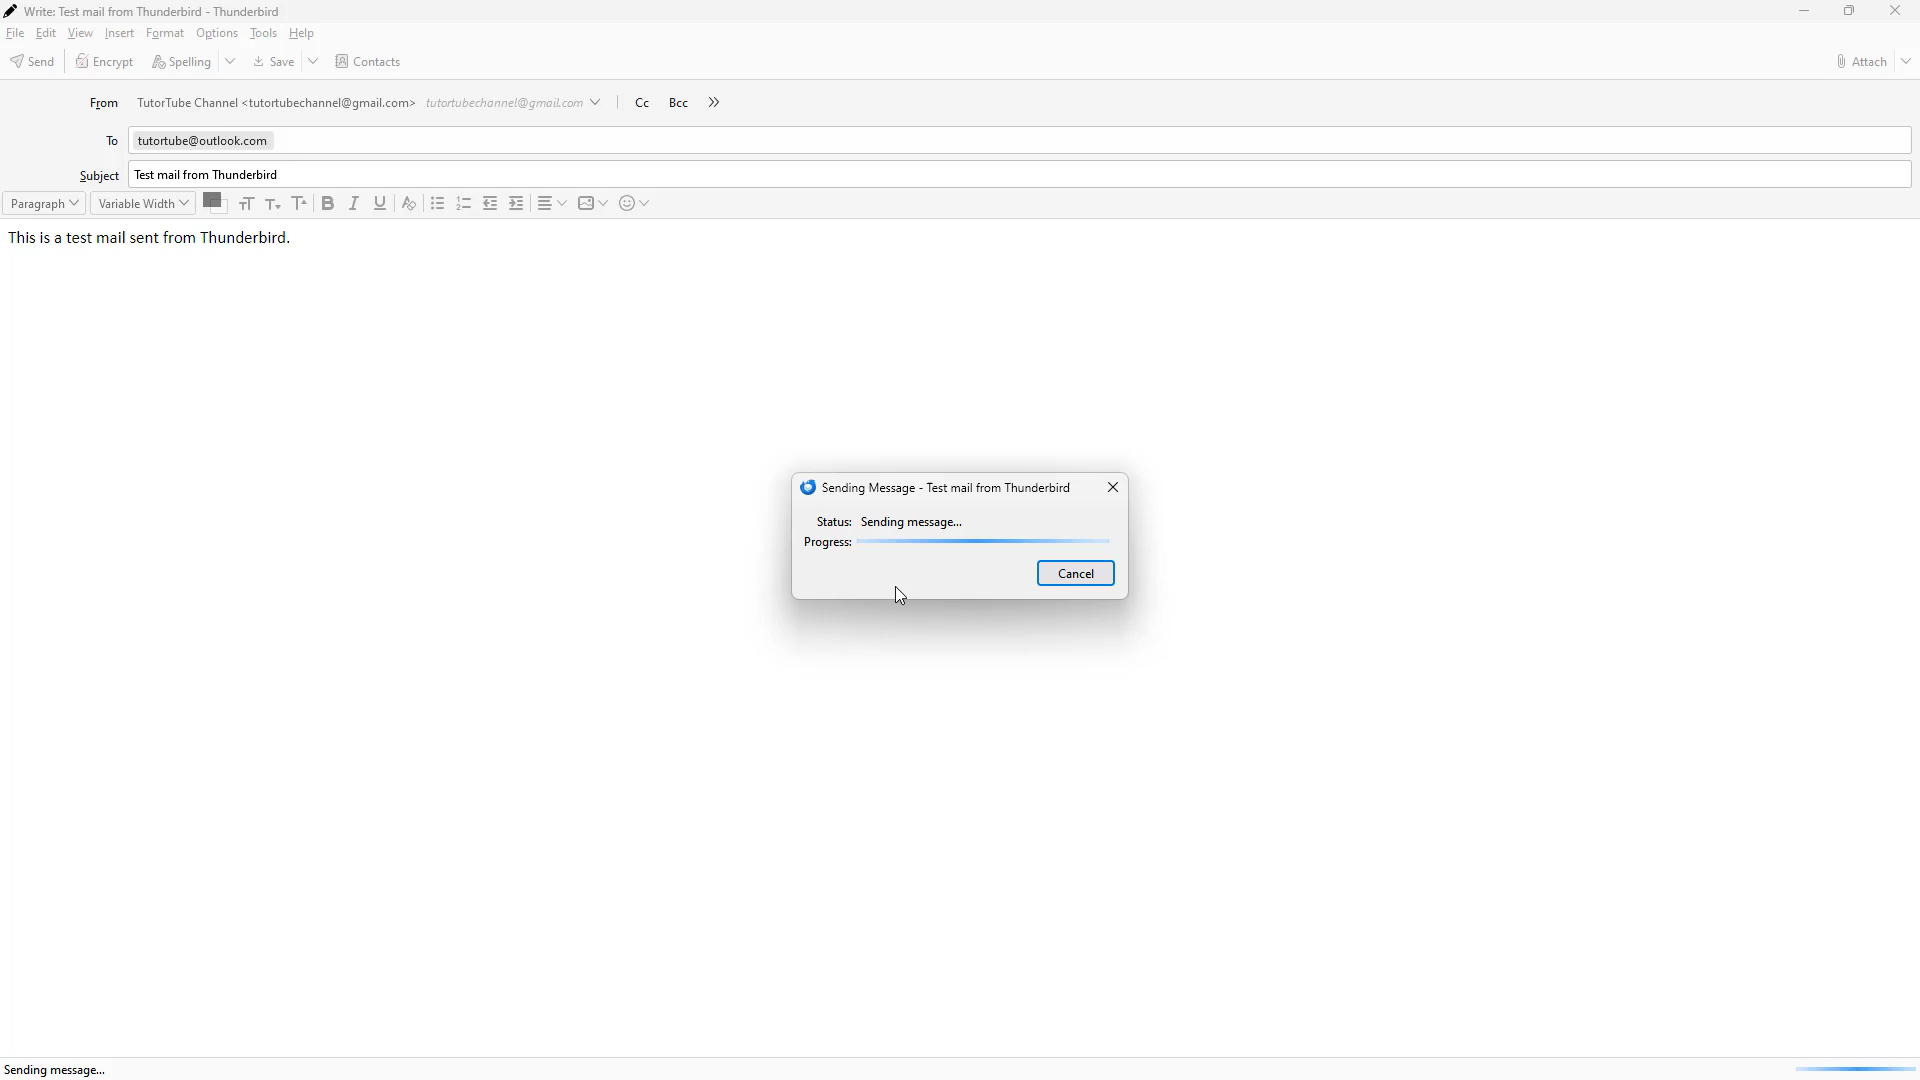 Write: Test mail from Thunderbird - Thunderbird
File Edit View Insert Format Options Tools Help
Send Encrypt Spelling Save Contacts Attach
From TutorTube Channel <tutortubechannel@gmail.com> tutortubechannel@gmail.com Cc Bcc
To tutortube@outlook.com
Subject Test mail from Thunderbird
Paragraph Variable Width
This is a test mail sent from Thunderbird.
Sending Message - Test mail from Thunderbird
Status: Sending message...
Progress:
Cancel
Sending message...